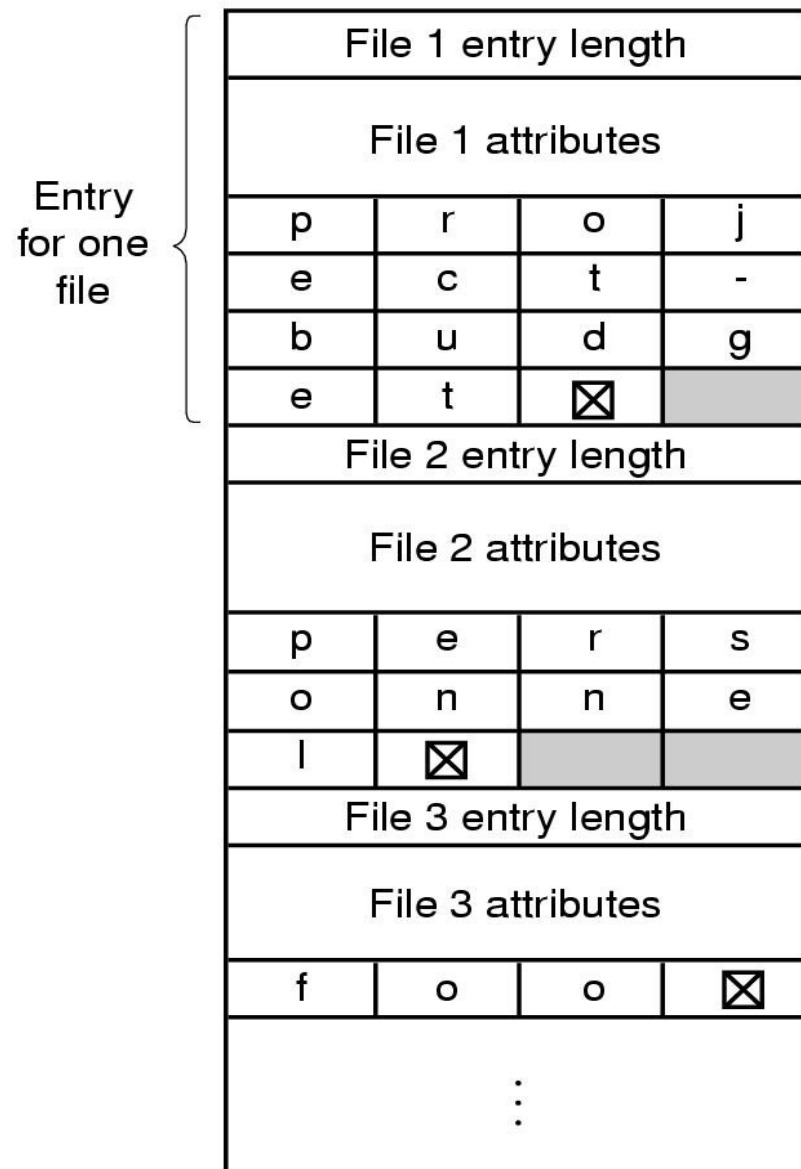 File 1 entry length
Entry
for one
file
File 1 attributes
p r o j
e c t -
b u d g
e t ☒
File 2 entry length
File 2 attributes
p e r s
o n n e
l ☒
File 3 entry length
File 3 attributes
f o o ☒
⋮